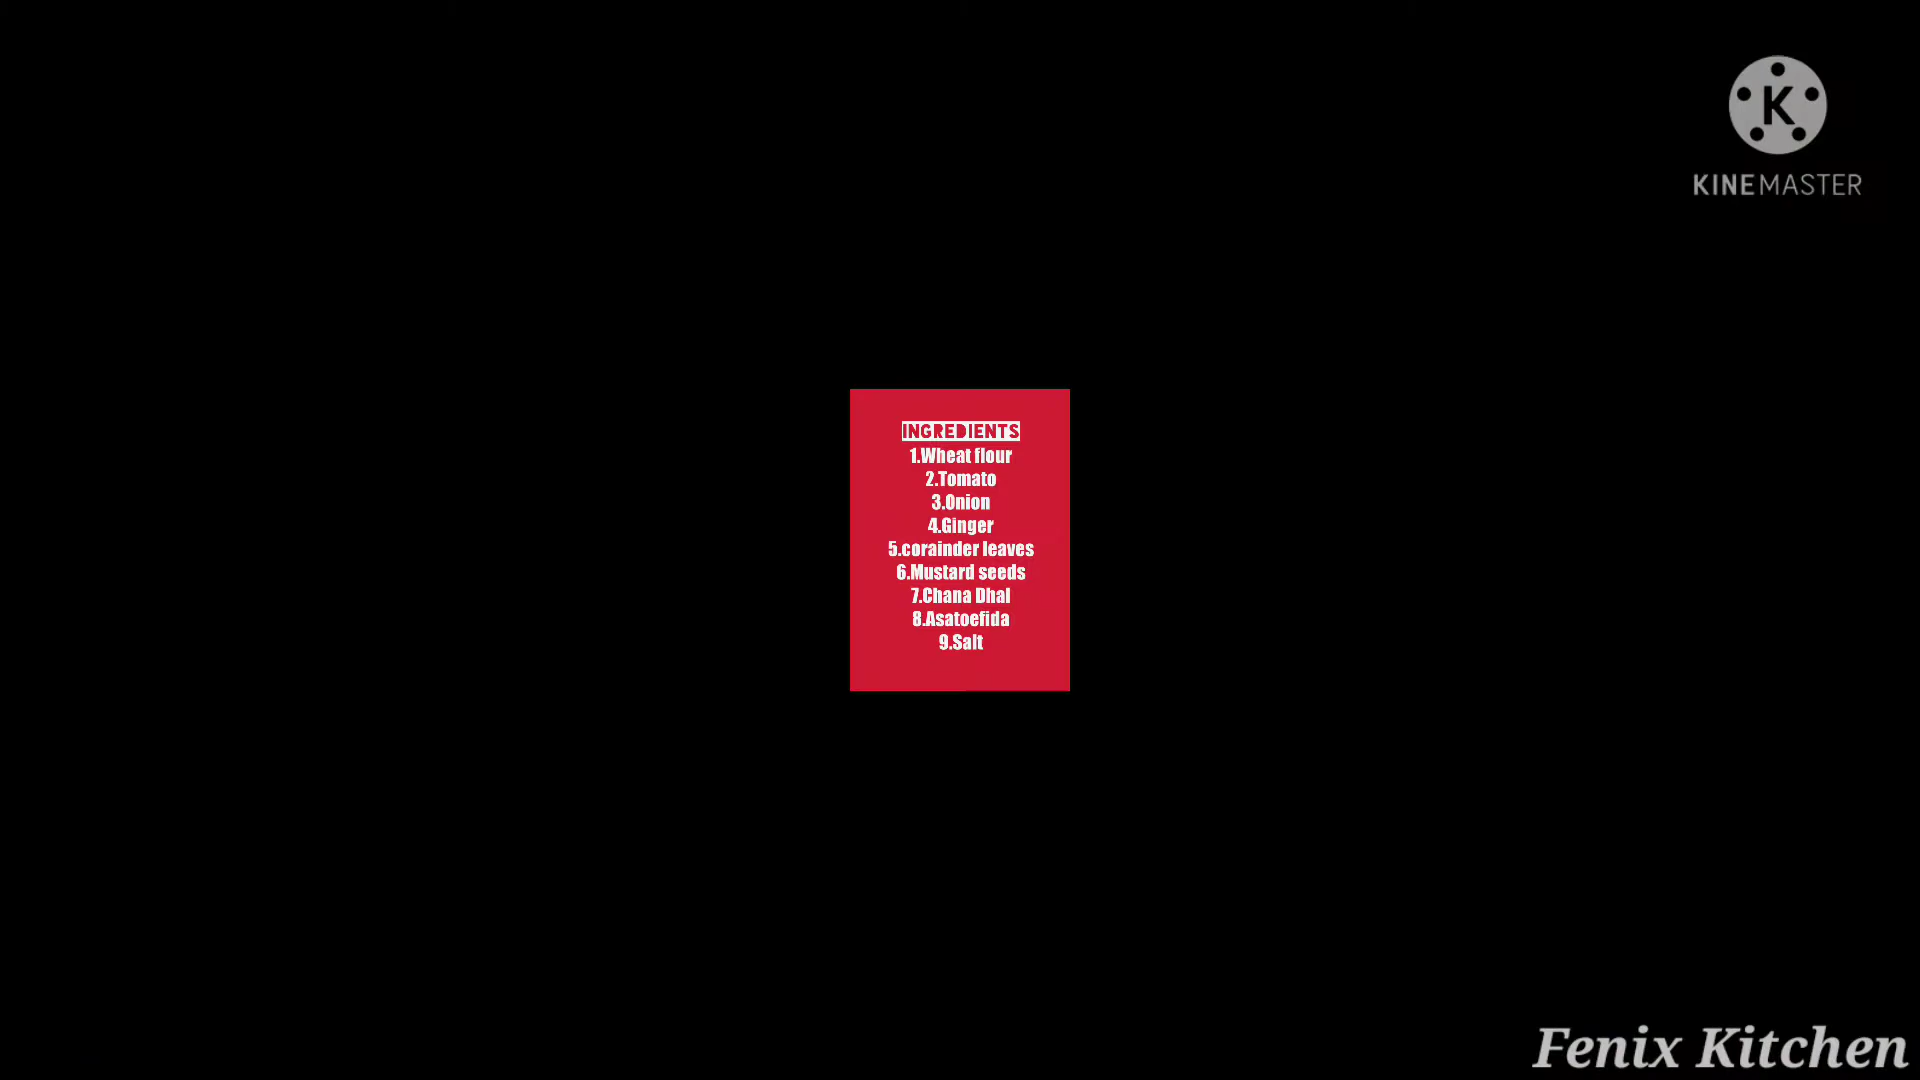 K
KINEMASTER
INGREDIENTS
1.Wheat flour
2.Tomato
3.Onion
4.Ginger
5.corainder leaves
6.Mustard seeds
7.Chana Dhal
8.Asatoefida
9.Salt
Fenix Kitchen